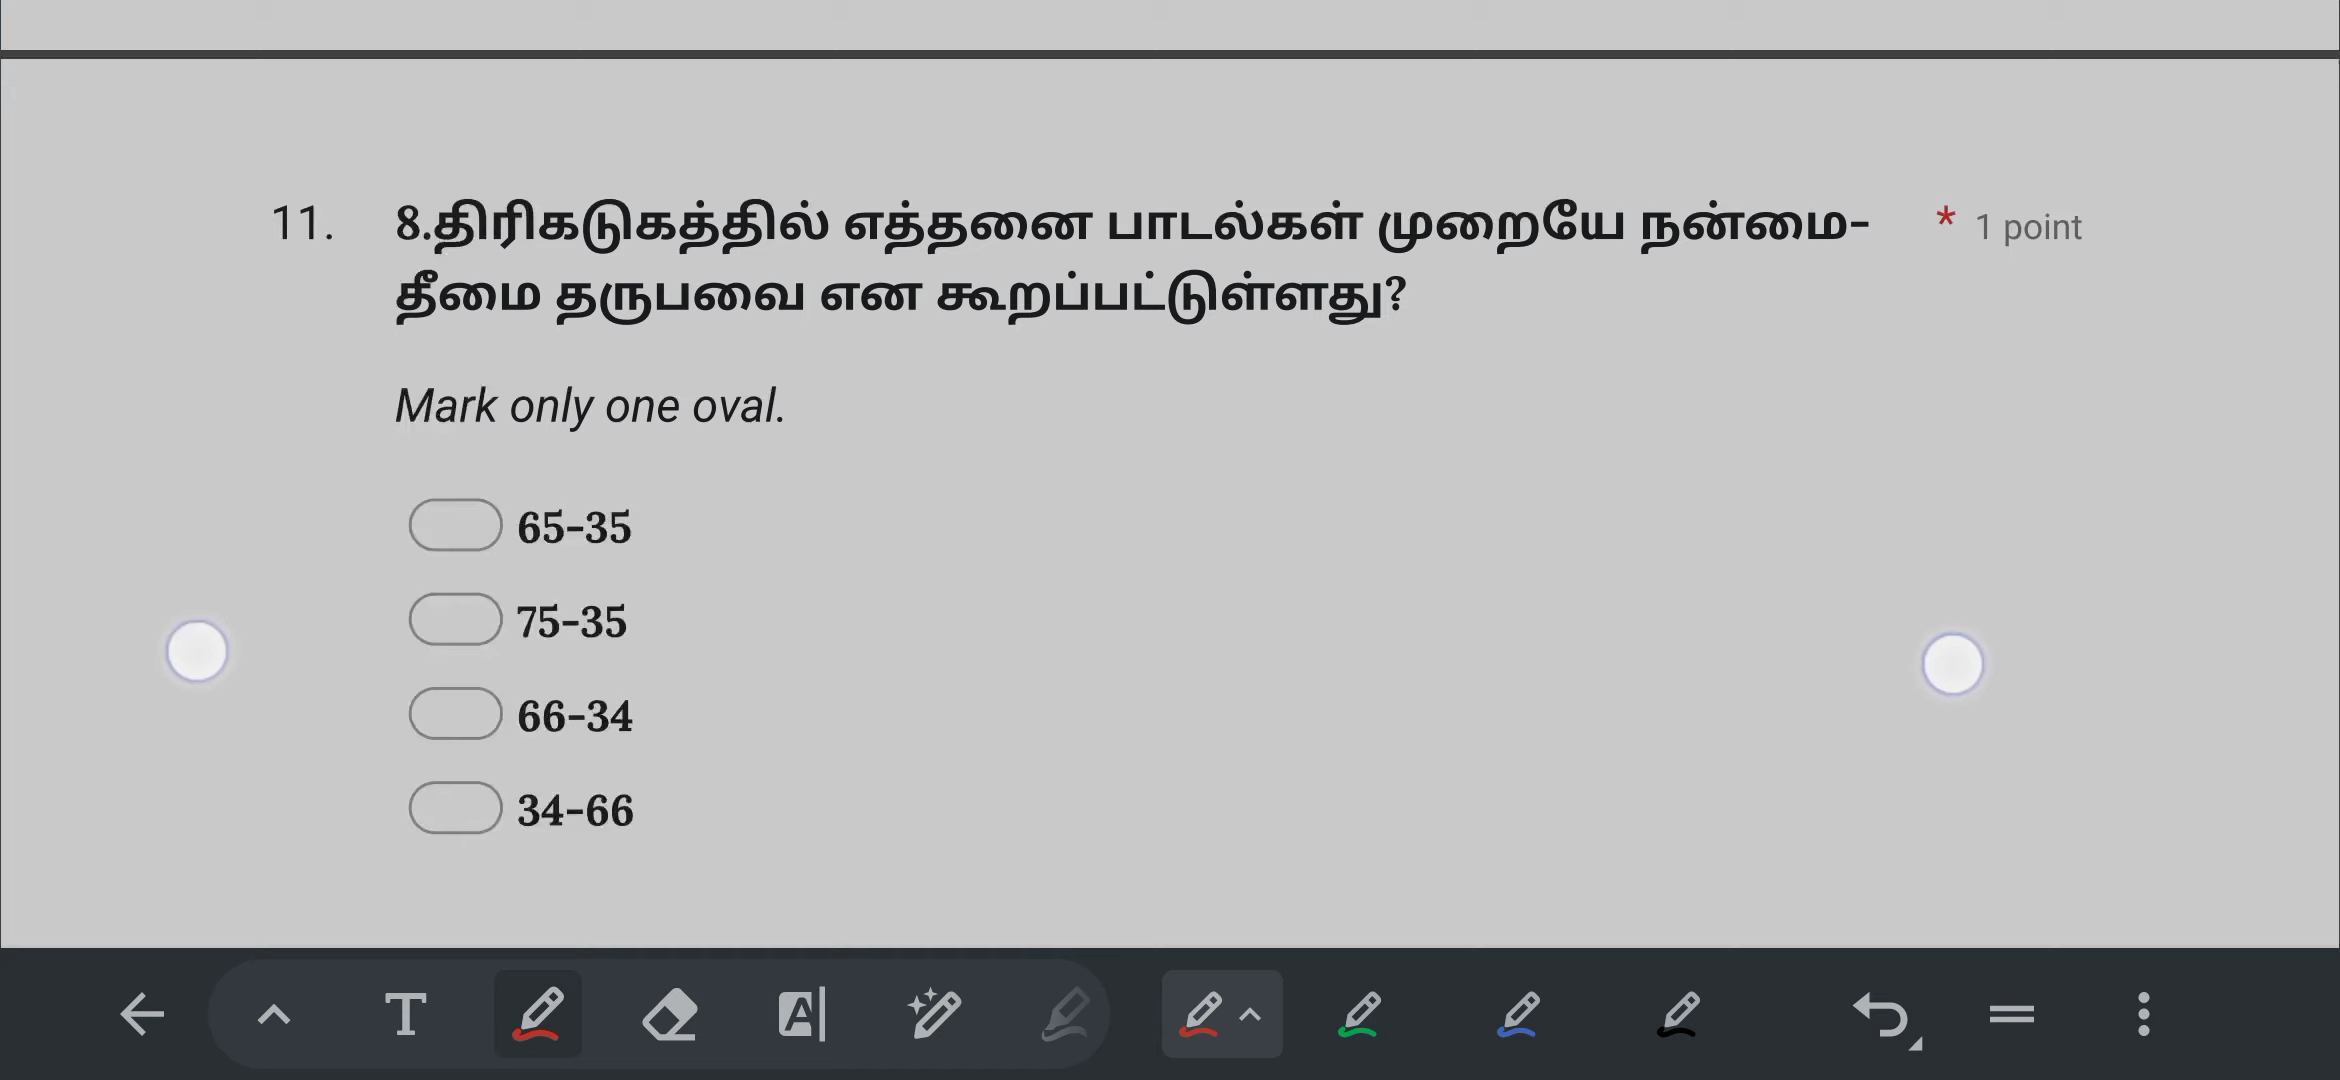 11. 8.திரிகடுகத்தில் எத்தனை பாடல்கள் முறையே நன்மை- * 1 point
தீமை தருபவை என கூறப்பட்டுள்ளது?
Mark only one oval.
65-35
75-35
66-34
34-66